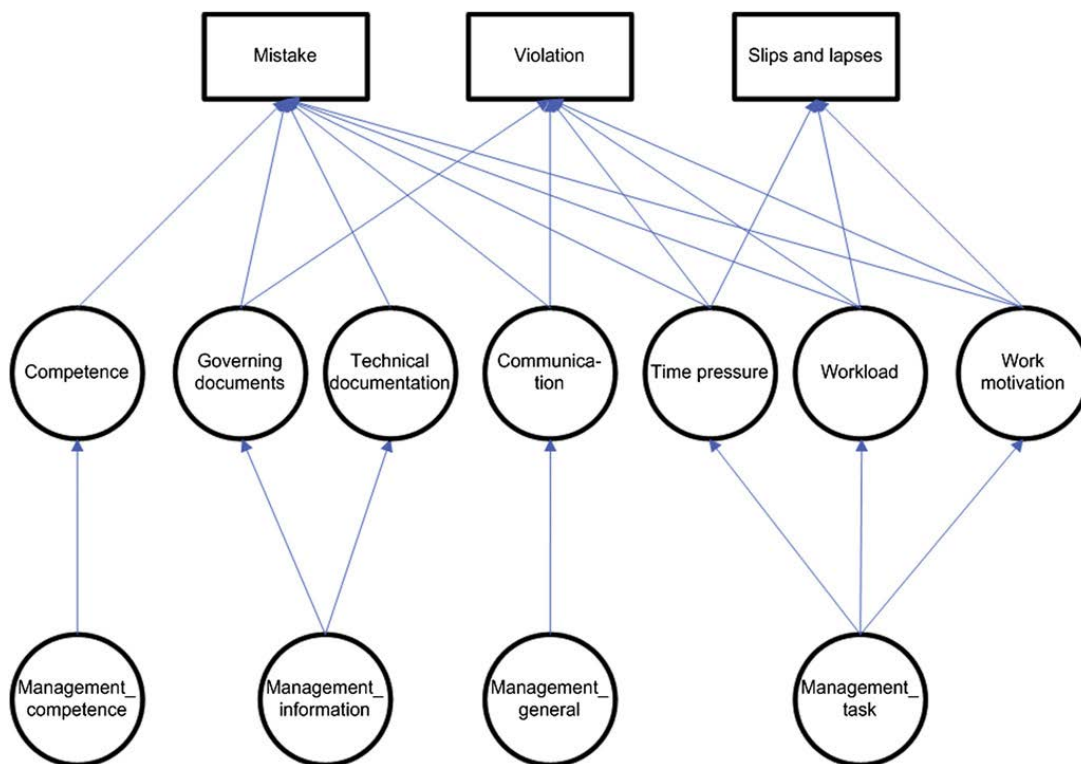 Mistake
Violation
Slips and lapses
Competence
Governing
documents
Technical
documentation
Communica-
tion
Time pressure
Workload
Work
motivation
Management_
competence
Management_
information
Management_
general
Management_
task